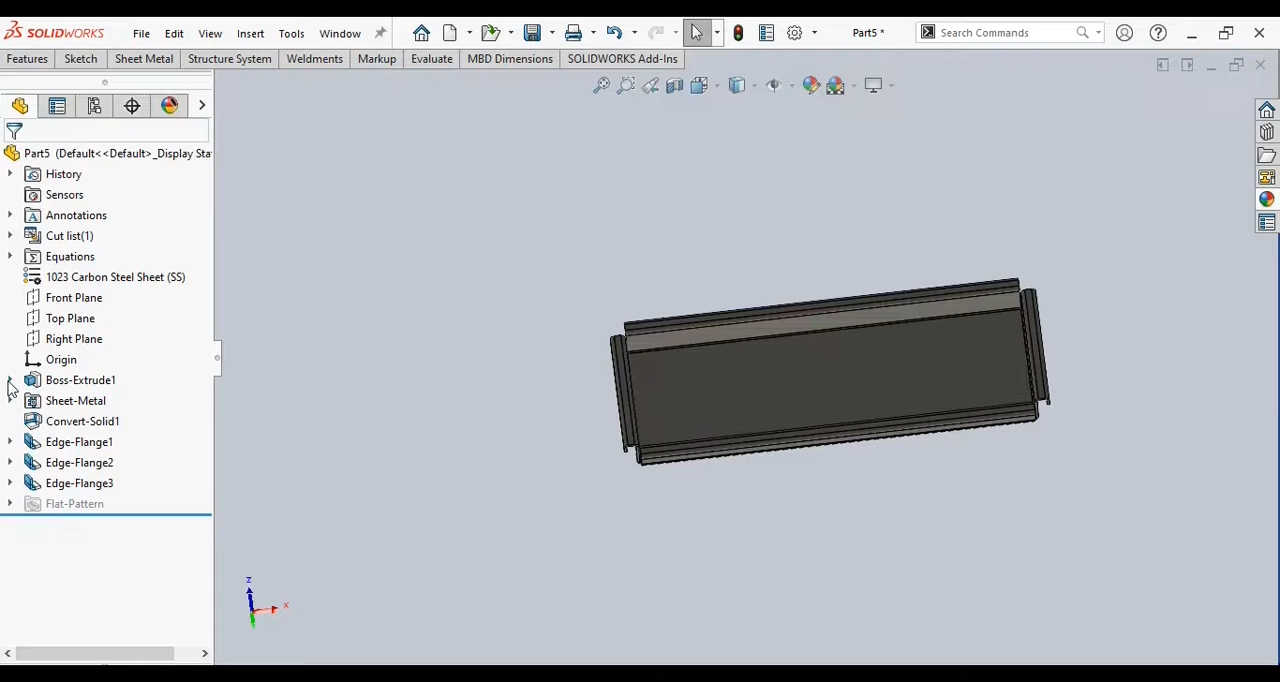 SOLIDWORKS File Edit View Insert Tools Window Part5 * Search Commands
Features Sketch Sheet Metal Structure System Weldments Markup Evaluate MBD Dimensions SOLIDWORKS Add-Ins
Part5 (Default<<Default>_Display Sta
History
Sensors
Annotations
Cut list(1)
Equations
1023 Carbon Steel Sheet (SS)
Front Plane
Top Plane
Right Plane
Origin
Boss-Extrude1
Sheet-Metal
Convert-Solid1
Edge-Flange1
Edge-Flange2
Edge-Flange3
Flat-Pattern
z
x